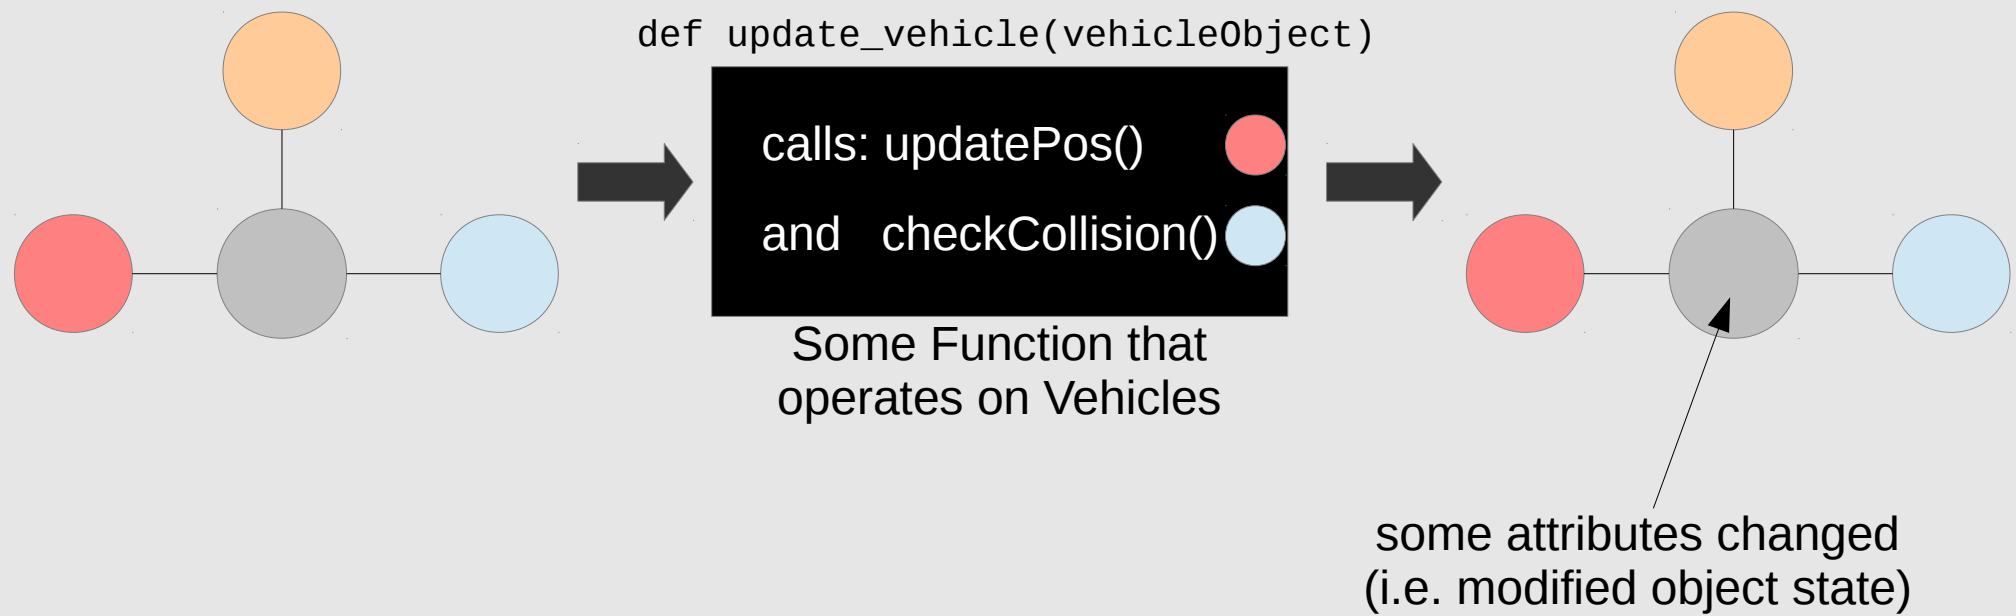 def update_vehicle(vehicleObject)
calls: updatePos()
and checkCollision()
Some Function that
operates on Vehicles
some attributes changed
(i.e. modified object state)